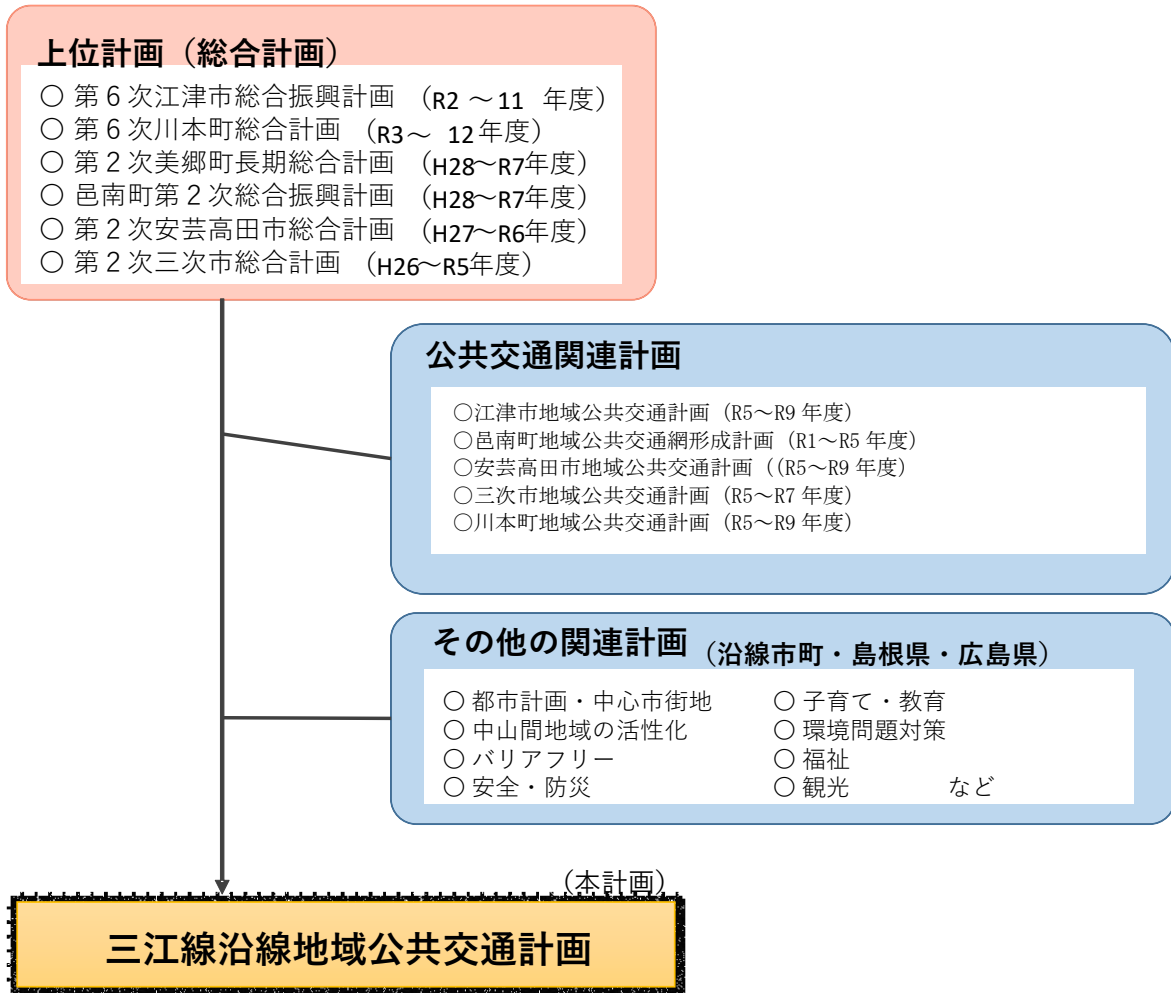 上位計画（総合計画）
○ 第６次江津市総合振興計画 （R2 ～11 年度）
○ 第６次川本町総合計画 （R3～ 12年度）
○ 第２次美郷町長期総合計画 （H28～R7年度）
○ 邑南町第２次総合振興計画 （H28～R7年度）
○ 第２次安芸高田市総合計画 （H27～R6年度）
○ 第２次三次市総合計画 （H26～R5年度）
公共交通関連計画
○江津市地域公共交通計画（R5～R9 年度）
○邑南町地域公共交通網形成計画（R1～R5 年度）
○安芸高田市地域公共交通計画（(R5～R9 年度）
○三次市地域公共交通計画（R5～R7 年度）
○川本町地域公共交通計画（R5～R9 年度）
その他の関連計画（沿線市町・島根県・広島県）
○ 都市計画・中心市街地 ○ 子育て・教育
○ 中山間地域の活性化 ○ 環境問題対策
○ バリアフリー ○ 福祉
○ 安全・防災 ○ 観光 など
（本計画）
三江線沿線地域公共交通計画